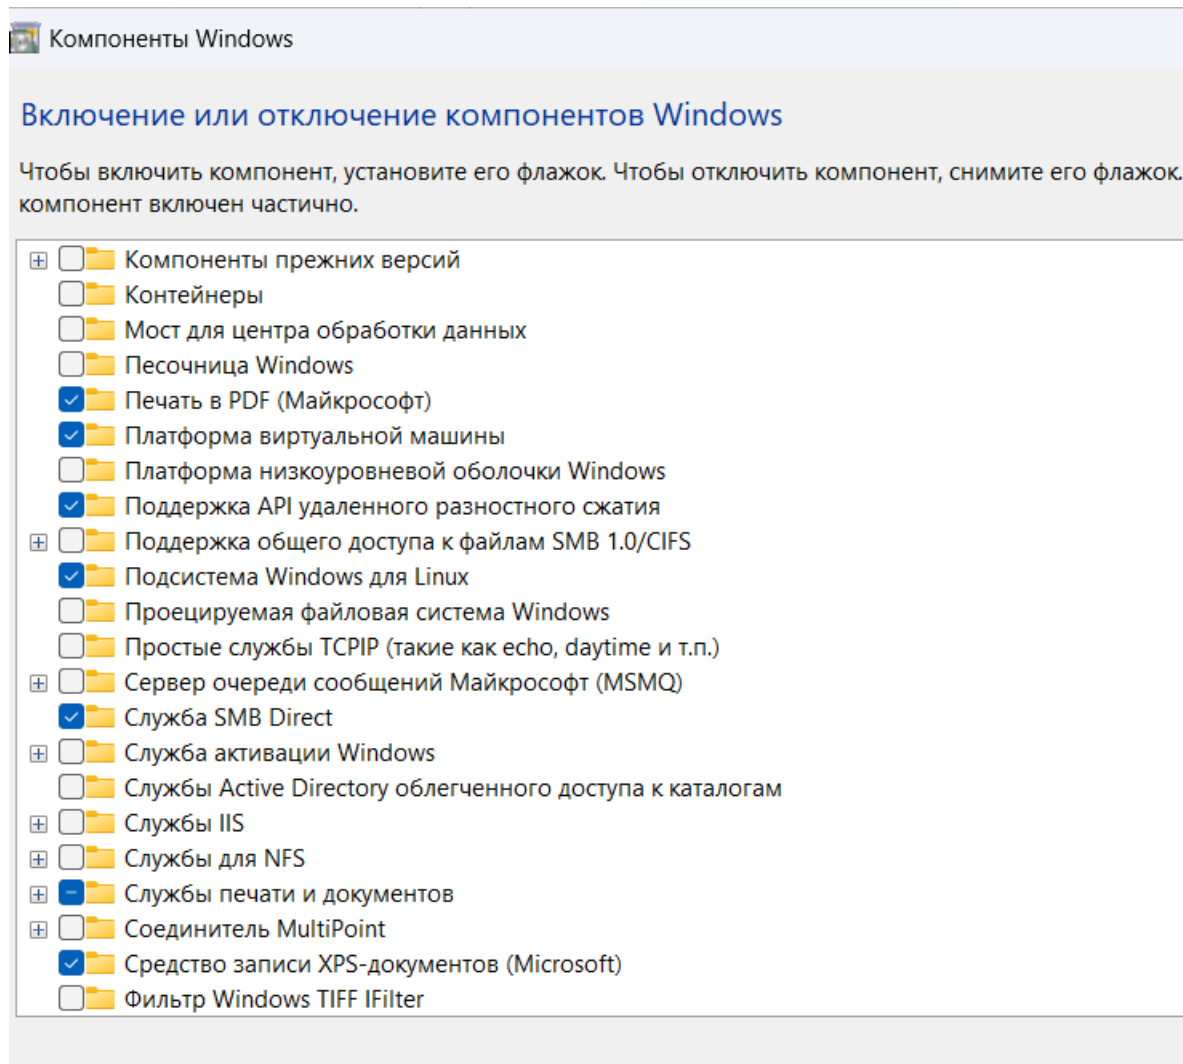 Компоненты Windows
Включение или отключение компонентов Windows
Чтобы включить компонент, установите его флажок. Чтобы отключить компонент, снимите его флажок.
компонент включен частично.
Компоненты прежних версий
Контейнеры
Мост для центра обработки данных
Песочница Windows
Печать в PDF (Майкрософт)
Платформа виртуальной машины
Платформа низкоуровневой оболочки Windows
Поддержка API удаленного разностного сжатия
Поддержка общего доступа к файлам SMB 1.0/CIFS
Подсистема Windows для Linux
Проецируемая файловая система Windows
Простые службы TCPIP (такие как echo, daytime и т.п.)
Сервер очереди сообщений Майкрософт (MSMQ)
Служба SMB Direct
Служба активации Windows
Службы Active Directory облегченного доступа к каталогам
Службы IIS
Службы для NFS
Службы печати и документов
Соединитель MultiPoint
Средство записи XPS-документов (Microsoft)
Фильтр Windows TIFF IFilter